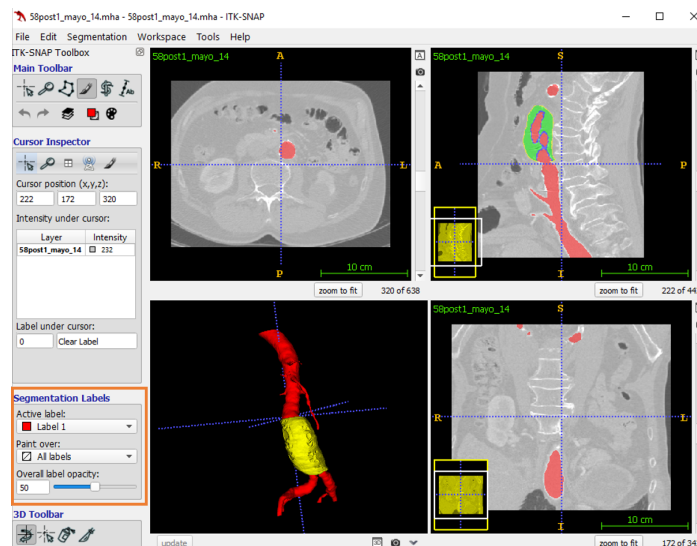 58post1_mayo_14.mha - 58post1_mayo_14.mha - ITK-SNAP
File Edit Segmentation Workspace Tools Help
ITK-SNAP Toolbox
Main Toolbar
Cursor Inspector
Cursor position (x,y,z):
222 172 320
Intensity under cursor:
Layer Intensity
58post1_mayo_14 232
Label under cursor:
0 Clear Label
Segmentation Labels
Active label:
Label 1
Paint over:
All labels
Overall label opacity:
50
3D Toolbar
58post1_mayo_14
A
A
R
L
P
10 cm
zoom to fit 320 of 638
58post1_mayo_14
S
A
P
I
10 cm
zoom to fit 222 of 44
update
58post1_mayo_14
S
R
L
I
10 cm
zoom to fit 172 of 34